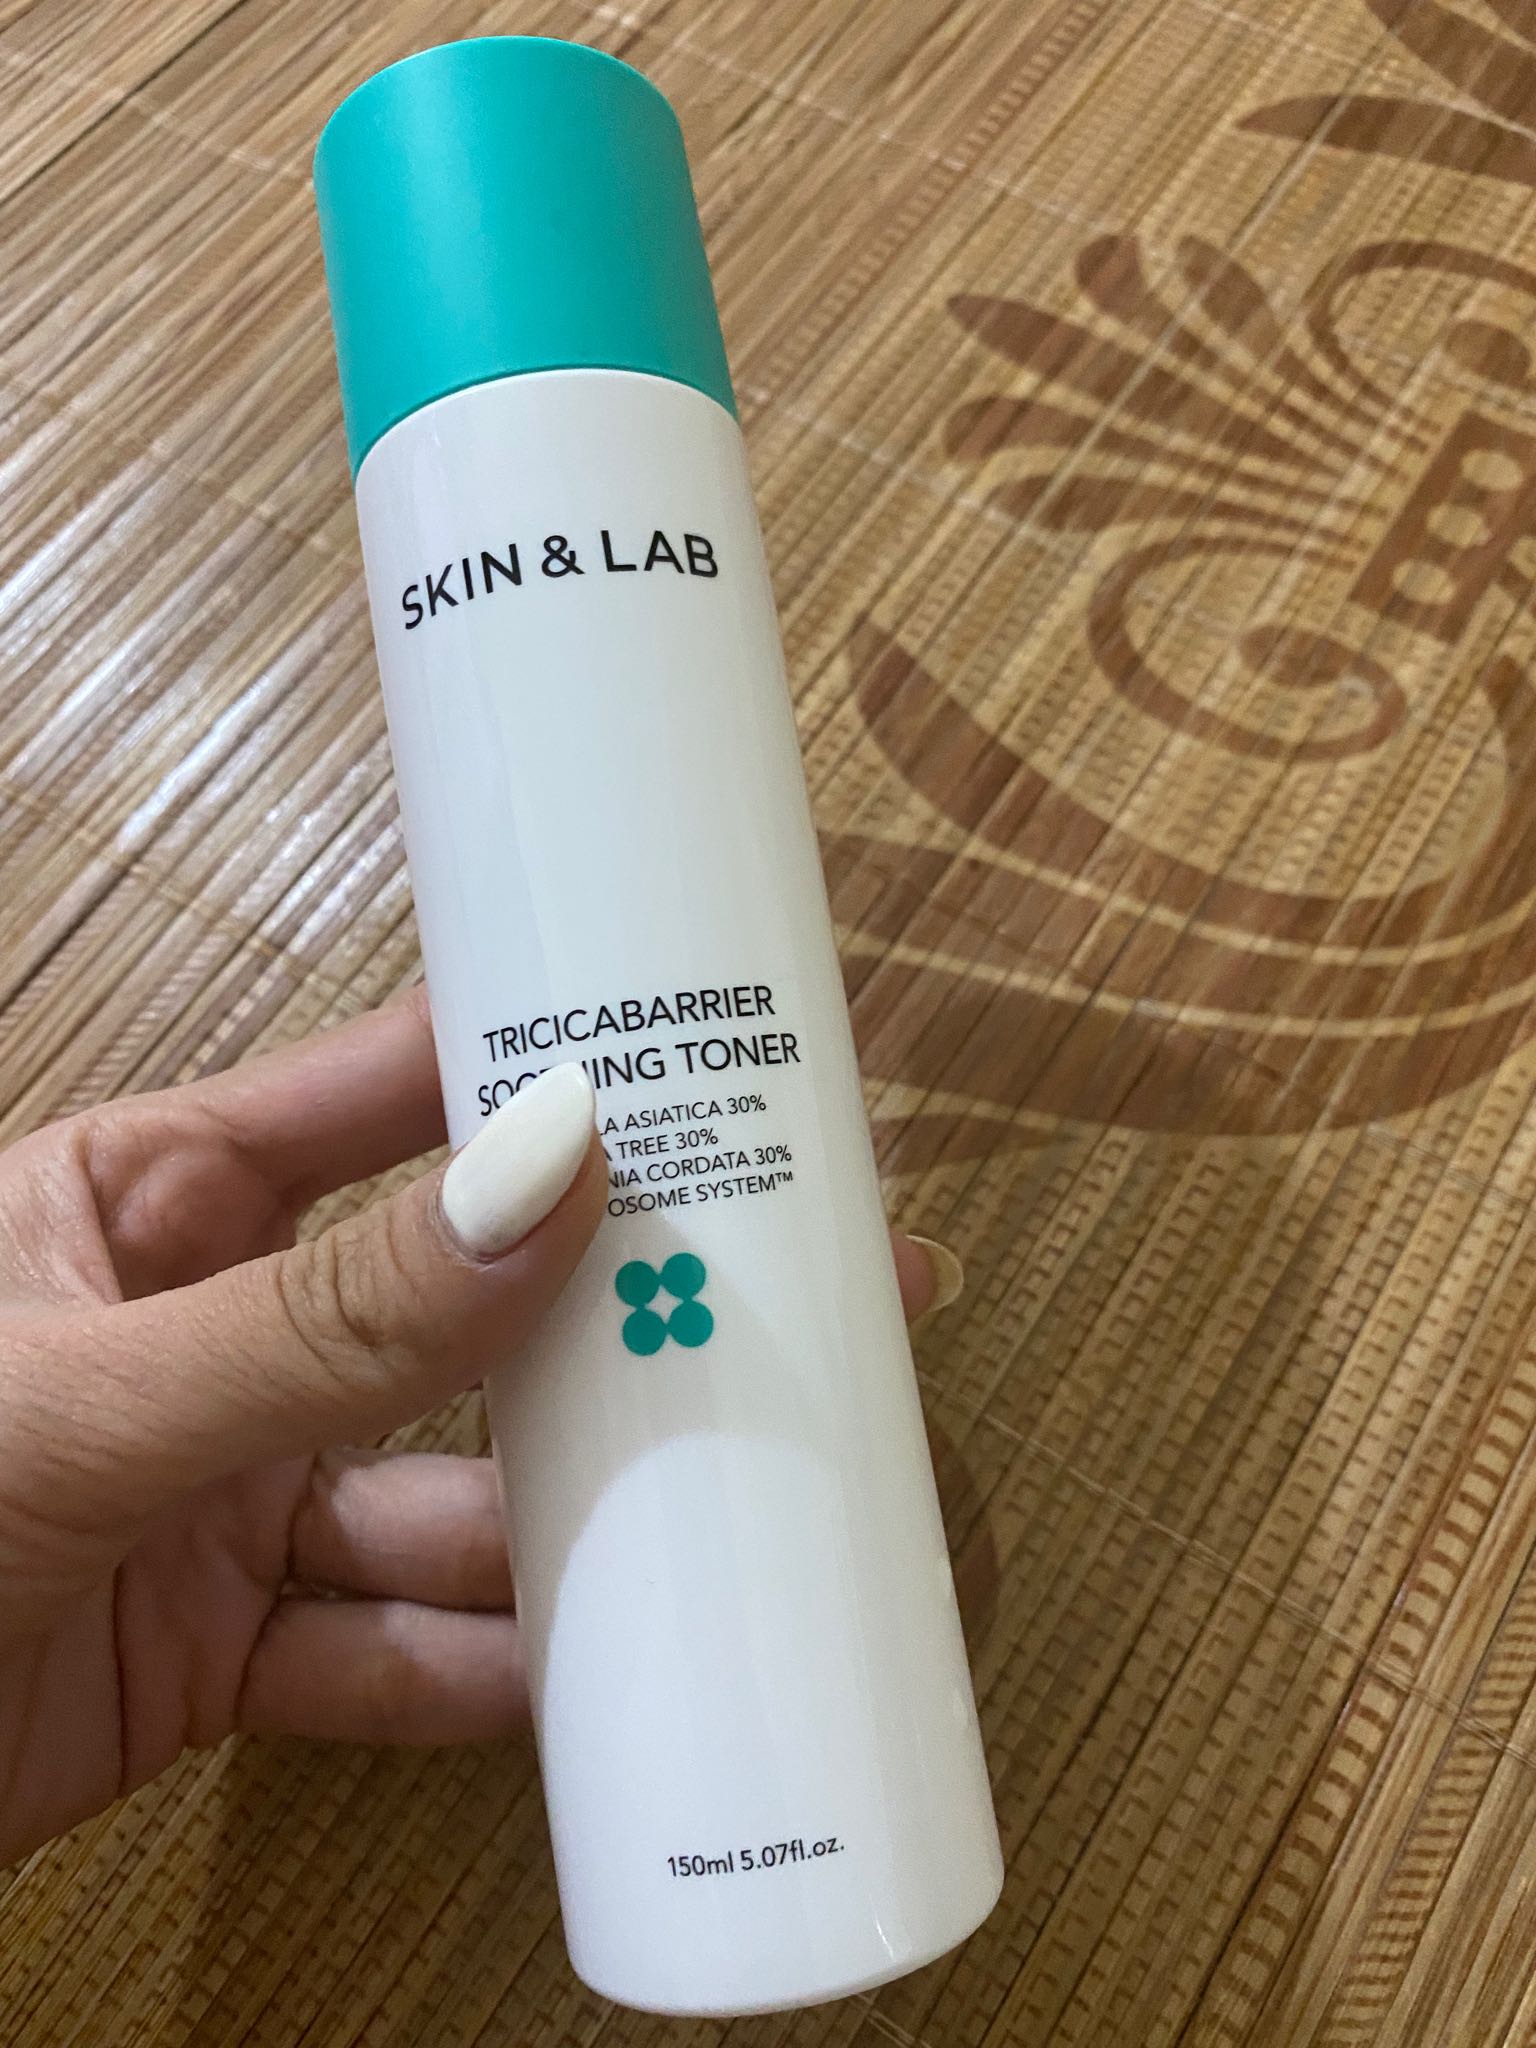 SKIN & LAB
TRICICABARRIER
TONER
ASIATICA 30%
TREE 30%
CORDATA 30%
SYSTEM™
150ml 5.07fl.oz.